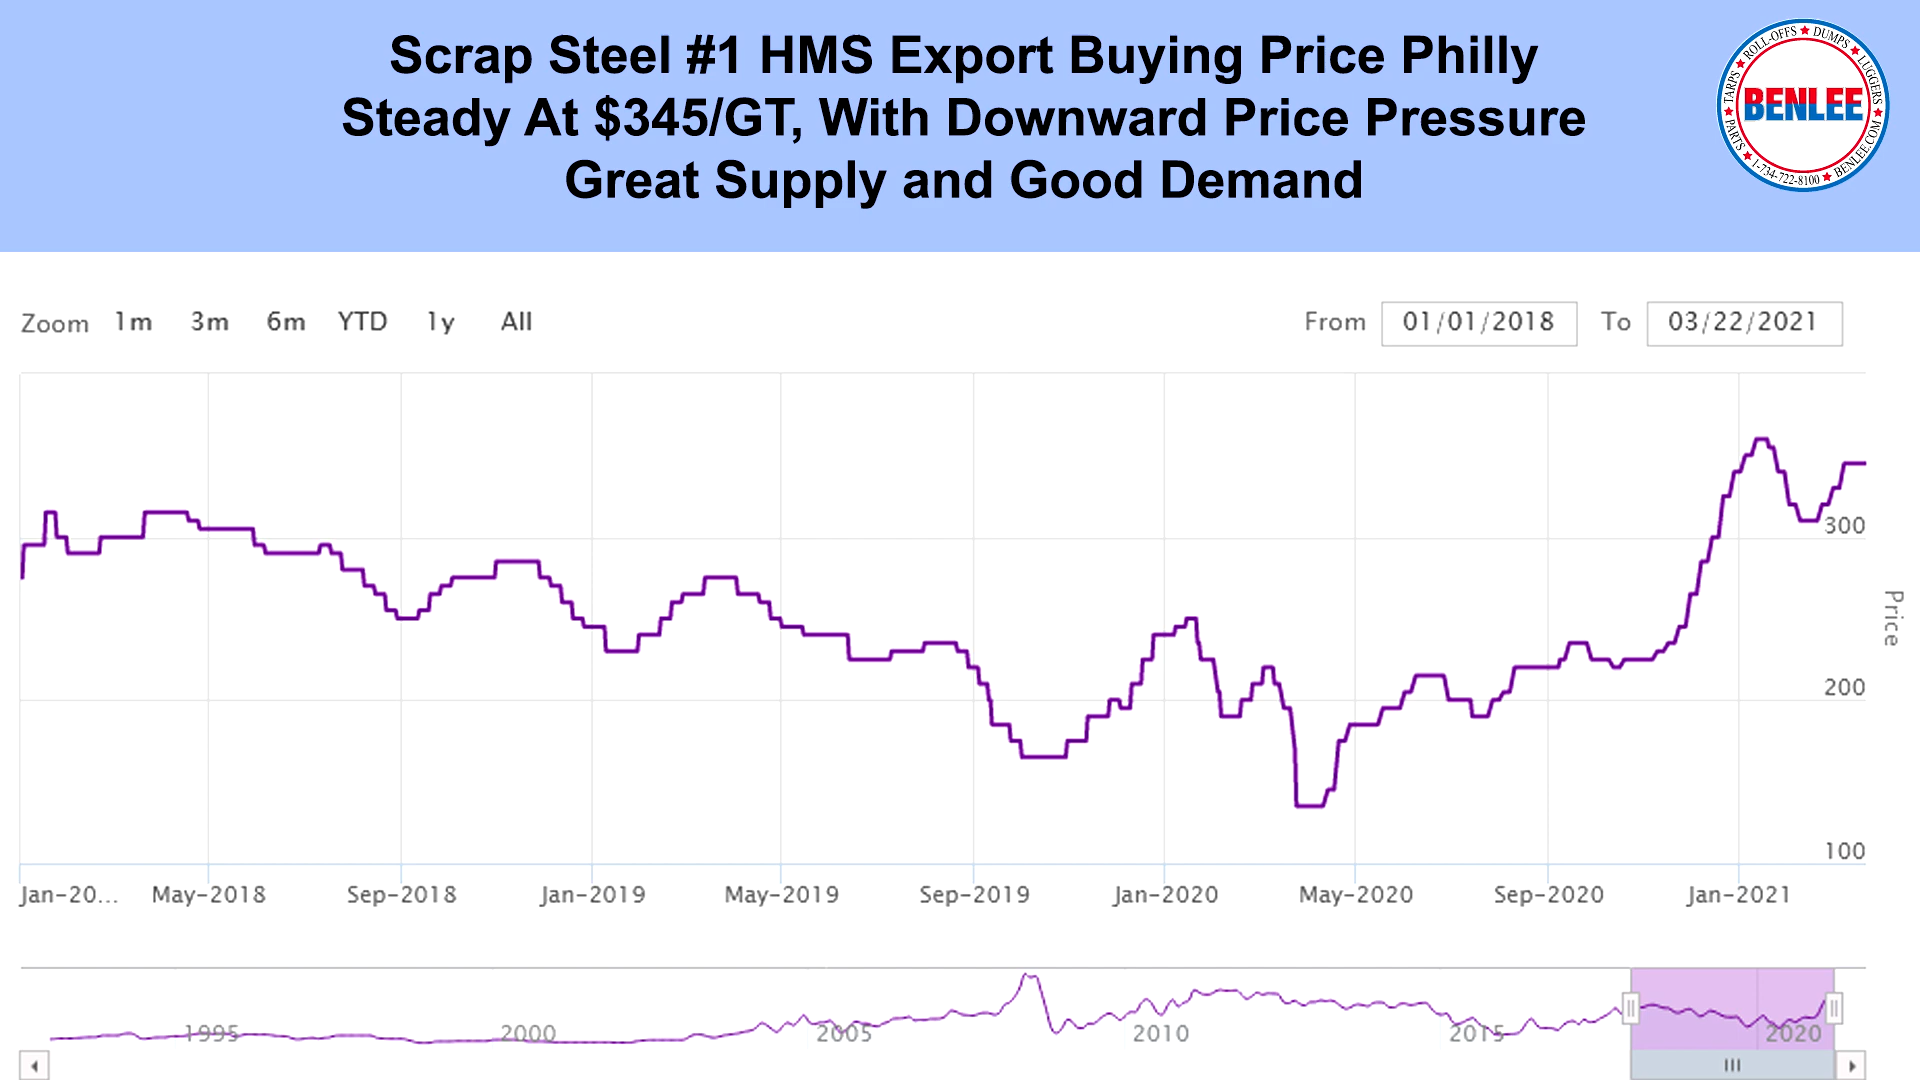 Scrap Steel #1 HMS Export Buying Price Philly
Steady At $345/GT, With Downward Price Pressure
Great Supply and Good Demand
TARPS ★ ROLL-OFFS ★ DUMPS ★ LUGGERS
BENLEE
PARTS ★ 1-734-722-8100 ★ BENLEE.COM
Zoom 1m 3m 6m YTD 1y All
From 01/01/2018 To 03/22/2021
300
Price
200
100
Jan-20... May-2018 Sep-2018 Jan-2019 May-2019 Sep-2019 Jan-2020 May-2020 Sep-2020 Jan-2021
1995 2000 2005 2010 2015 2020